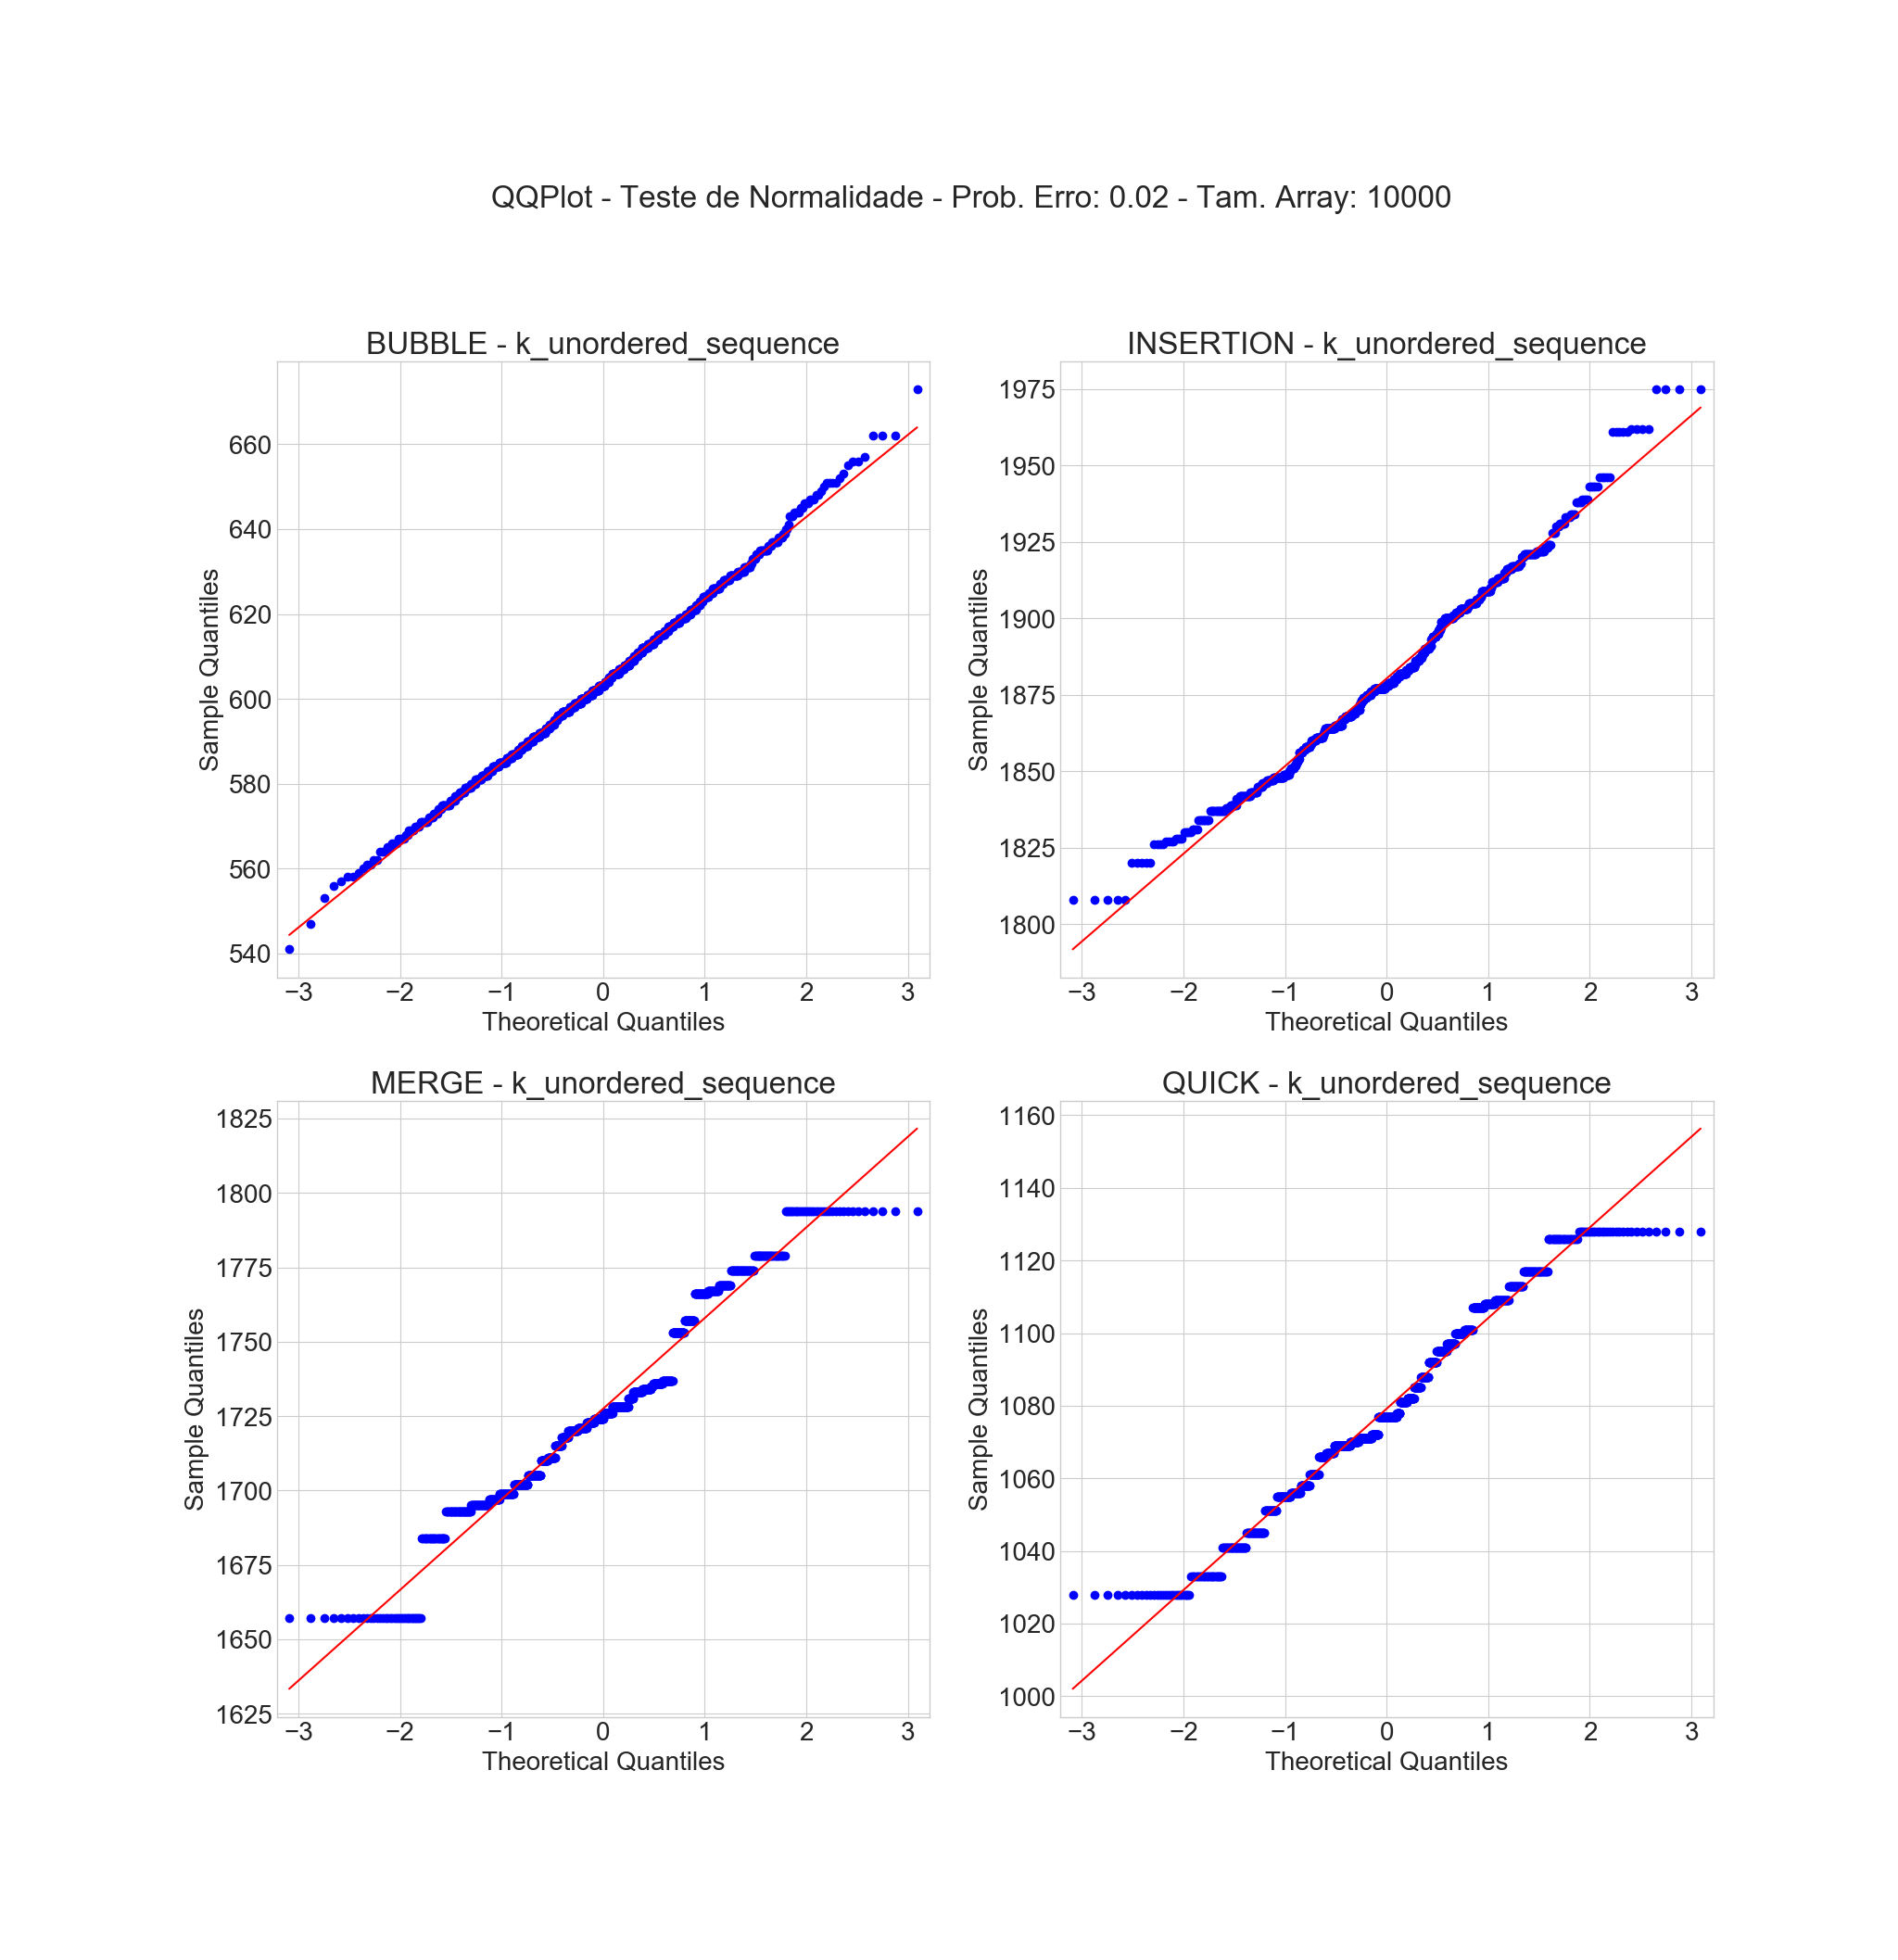 QQPlot - Teste de Normalidade - Prob. Erro: 0.02 - Tam. Array: 10000
BUBBLE - k_unordered_sequence
Sample Quantiles
660
640
620
600
580
560
540
−3 −2 −1 0 1 2 3
Theoretical Quantiles
INSERTION - k_unordered_sequence
Sample Quantiles
1975
1950
1925
1900
1875
1850
1825
1800
−3 −2 −1 0 1 2 3
Theoretical Quantiles
MERGE - k_unordered_sequence
Sample Quantiles
1825
1800
1775
1750
1725
1700
1675
1650
1625
−3 −2 −1 0 1 2 3
Theoretical Quantiles
QUICK - k_unordered_sequence
Sample Quantiles
1160
1140
1120
1100
1080
1060
1040
1020
1000
−3 −2 −1 0 1 2 3
Theoretical Quantiles